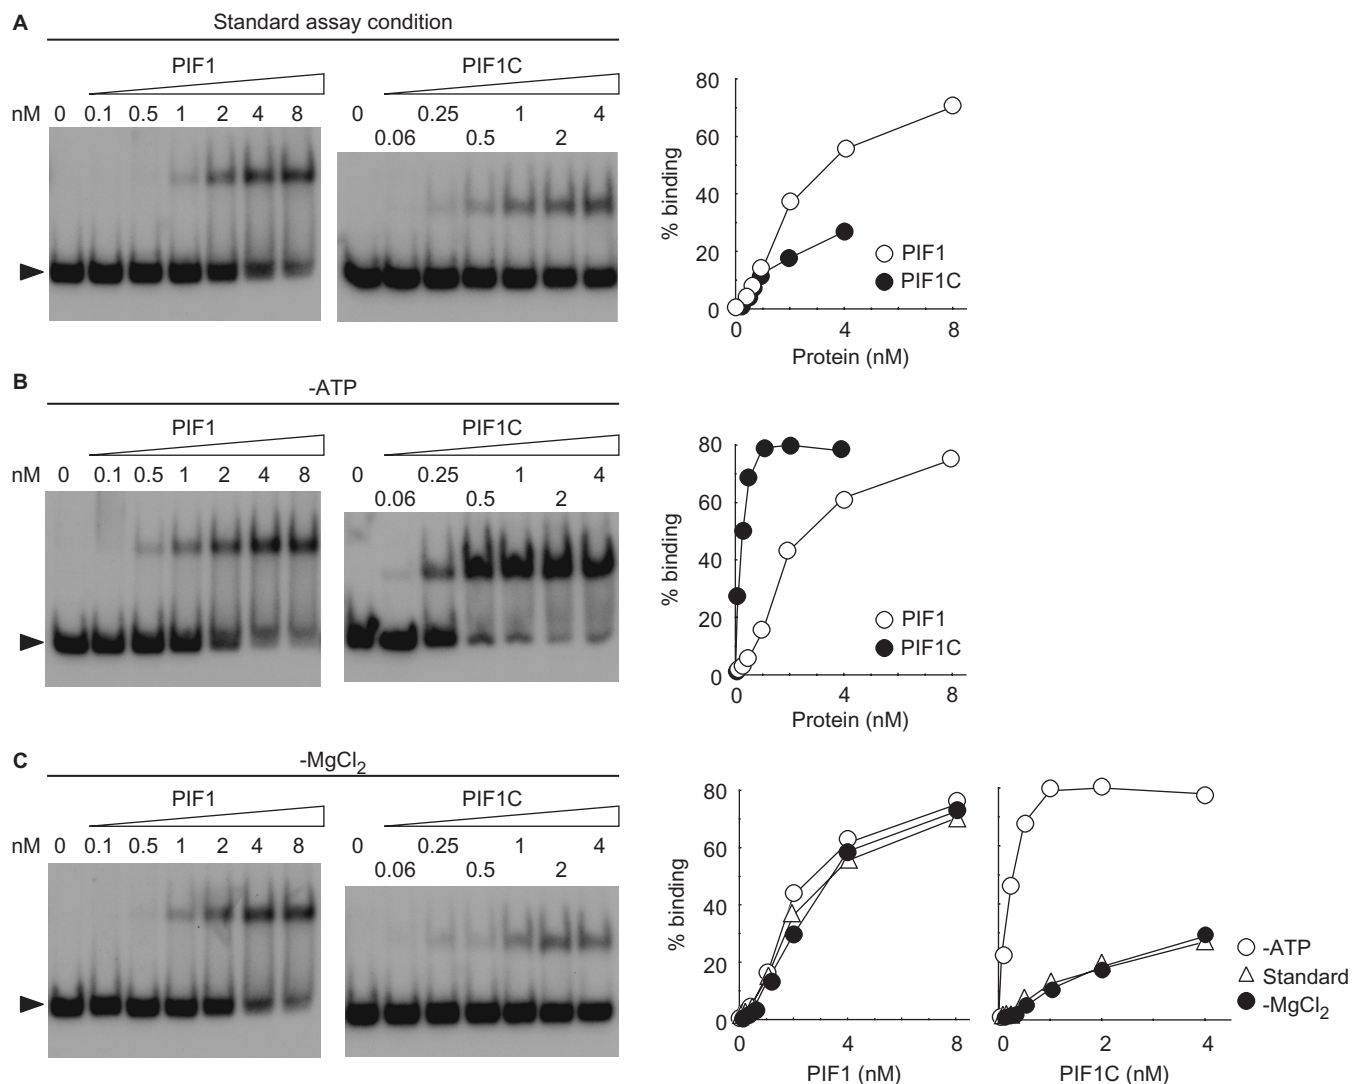 A
Standard assay condition
PIF1
PIF1C
nM 0 0.1 0.5 1 2 4 8
0 0.25 1 4
0.06 0.5 2
80
60
40
20
0
% binding
PIF1
PIF1C
0 4 8
Protein (nM)
B
-ATP
PIF1
PIF1C
nM 0 0.1 0.5 1 2 4 8
0 0.25 1 4
0.06 0.5 2
80
60
40
20
0
% binding
PIF1
PIF1C
0 4 8
Protein (nM)
C
-MgCl2
PIF1
PIF1C
nM 0 0.1 0.5 1 2 4 8
0 0.25 1 4
0.06 0.5 2
80
60
40
20
0
% binding
0 4 8
PIF1 (nM)
0 2 4
PIF1C (nM)
-ATP
Standard
-MgCl2